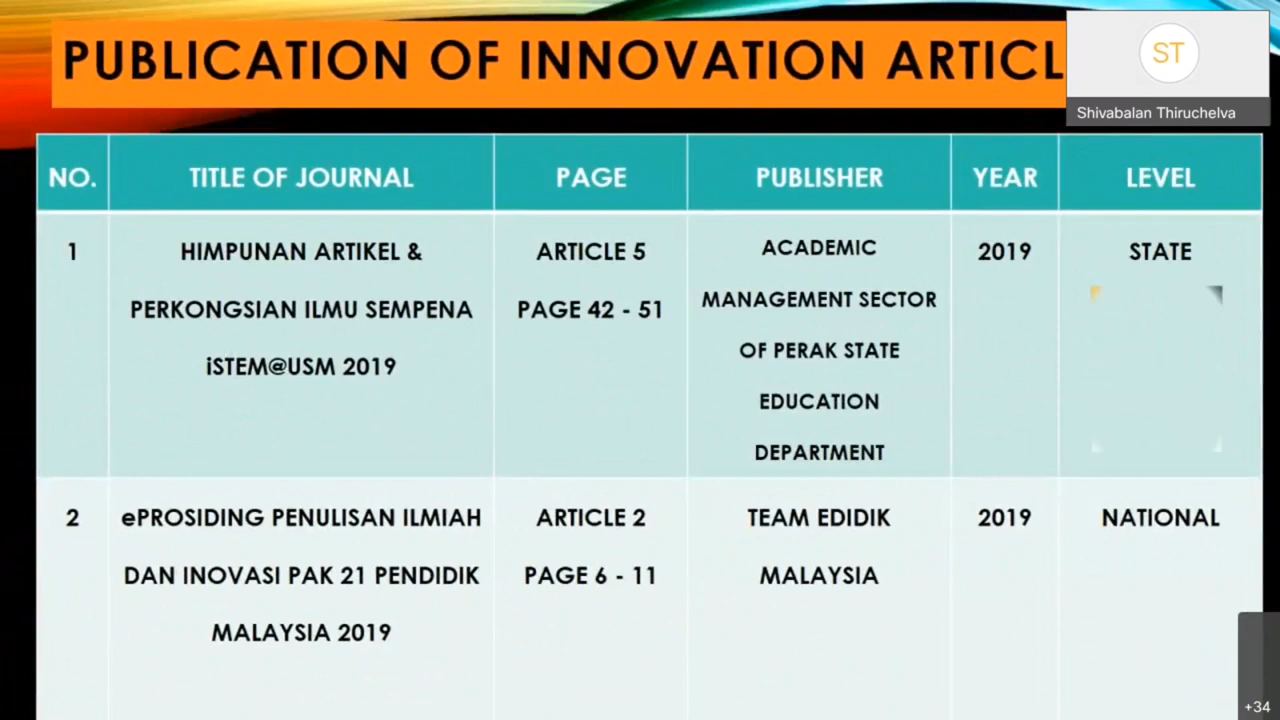 PUBLICATION OF INNOVATION ARTICL
ST
Shivabalan Thiruchelva
NO.
TITLE OF JOURNAL
PAGE
PUBLISHER
YEAR
LEVEL
1
HIMPUNAN ARTIKEL &
PERKONGSIAN ILMU SEMPENA
iSTEM@USM 2019
ARTICLE 5
PAGE 42 - 51
ACADEMIC
MANAGEMENT SECTOR
OF PERAK STATE
EDUCATION
DEPARTMENT
2019
STATE
2
ePROSIDING PENULISAN ILMIAH
DAN INOVASI PAK 21 PENDIDIK
MALAYSIA 2019
ARTICLE 2
PAGE 6 - 11
TEAM EDIDIK
MALAYSIA
2019
NATIONAL
+34